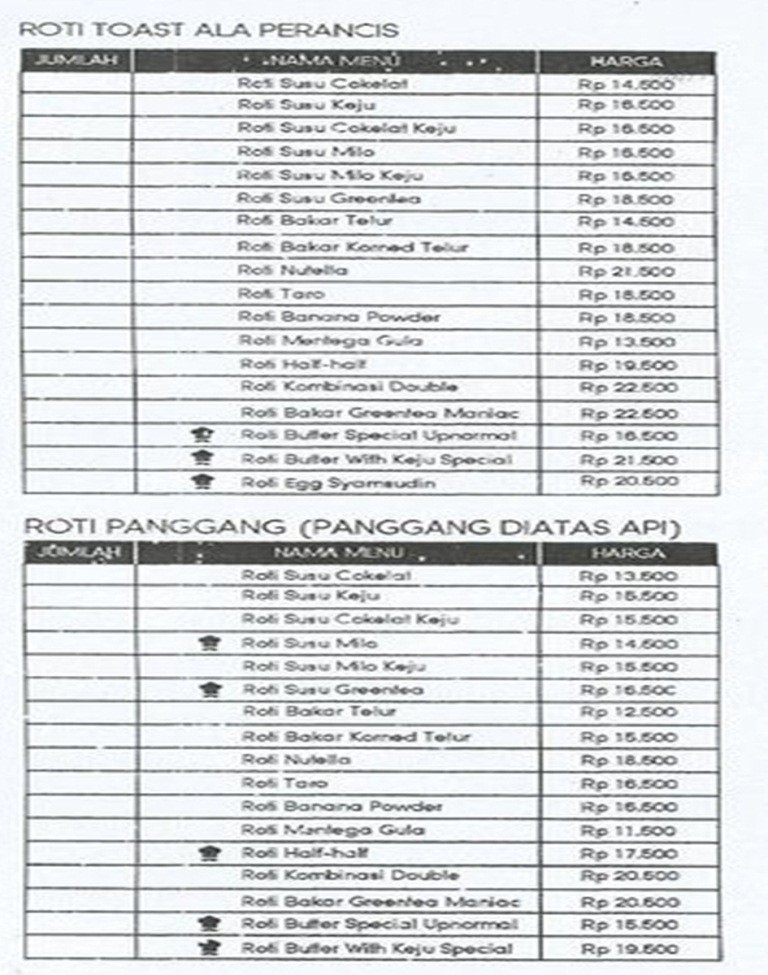 ROTI TOAST ALA PERANCIS
JUMLAH NAMA MENU HARGA
Roti Susu Cokelat Rp 14.500
Roti Susu Keju Rp 16.500
Roti Susu Cokelat Keju Rp 16.500
Roti Susu Milo Rp 16.500
Roti Susu Milo Keju Rp 16.500
Roti Susu Greentea Rp 18.500
Roti Bakar Telur Rp 14.500
Roti Bakar Korned Telur Rp 18.500
Roti Nutella Rp 21.500
Roti Taro Rp 18.500
Roti Banana Powder Rp 18.500
Roti Mentega Gula Rp 13.500
Roti Half-half Rp 19.500
Roti Kombinasi Double Rp 22.500
Roti Bakar Greentea Maniac Rp 22.500
Roti Butter Special Upnormal Rp 16.500
Roti Butter With Keju Special Rp 21.500
Roti Egg Syamsudin Rp 20.500
ROTI PANGGANG (PANGGANG DIATAS API)
JUMLAH NAMA MENU HARGA
Roti Susu Cokelat Rp 13.500
Roti Susu Keju Rp 15.500
Roti Susu Cokelat Keju Rp 15.500
Roti Susu Milo Rp 14.500
Roti Susu Milo Keju Rp 15.500
Roti Susu Greentea Rp 16.500
Roti Bakar Telur Rp 12.500
Roti Bakar Korned Telur Rp 15.500
Roti Nutella Rp 18.500
Roti Taro Rp 16.500
Roti Banana Powder Rp 16.500
Roti Mentega Gula Rp 11.500
Roti Half-half Rp 17.500
Roti Kombinasi Double Rp 20.500
Roti Bakar Greentea Maniac Rp 20.500
Roti Butter Special Upnormal Rp 15.500
Roti Butter With Keju Special Rp 19.500